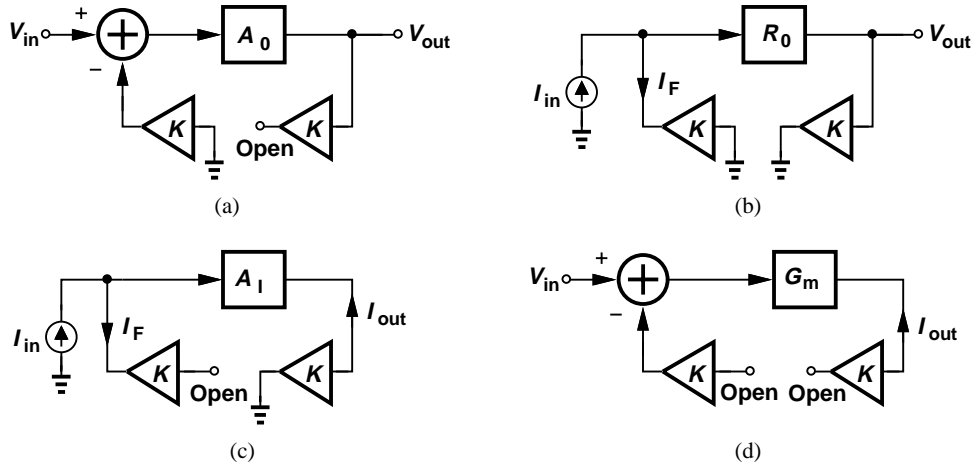 V_in + − A_0 V_out
K K
Open
(a)
R_0 V_out
I_in I_F
K K
(b)
A_I
I_in I_F I_out
K K
Open
(c)
V_in + − G_m
I_out
K K
Open Open
(d)